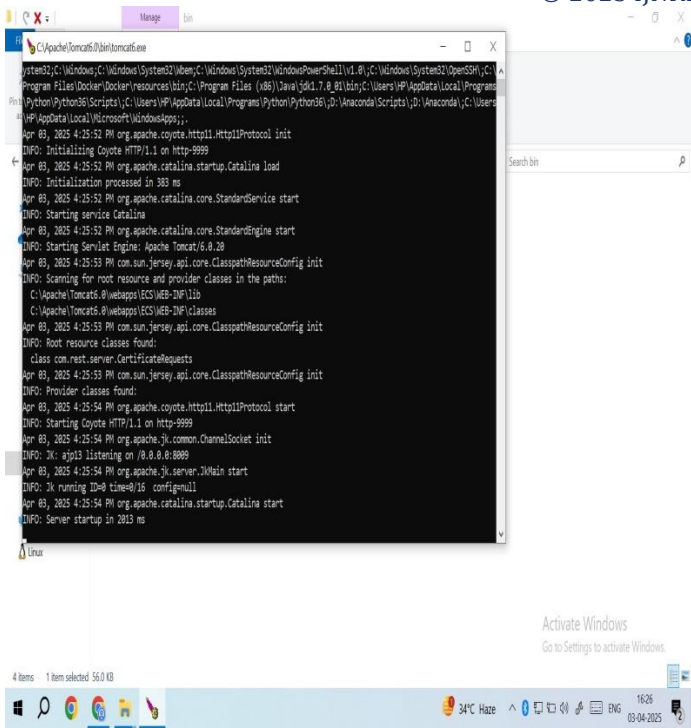 © 2025
Manage bin
C:\Apache\Tomcat6.0\bin\tomcat6.exe
ystem32;C:\Windows;C:\Windows\System32\Wbem;C:\Windows\System32\WindowsPowerShell\v1.0\;C:\Windows\System32\OpenSSH\;C:\
Program Files\Docker\Docker\resources\bin;C:\Program Files (x86)\Java\jdk1.7.0_01\bin;C:\Users\HP\AppData\Local\Programs
\Python\Python36\Scripts\;C:\Users\HP\AppData\Local\Programs\Python\Python36\;D:\Anaconda\Scripts\;D:\Anaconda\;C:\Users
\HP\AppData\Local\Microsoft\WindowsApps;;.
Apr 03, 2025 4:25:52 PM org.apache.coyote.http11.Http11Protocol init
INFO: Initializing Coyote HTTP/1.1 on http-9999
Apr 03, 2025 4:25:52 PM org.apache.catalina.startup.Catalina load
INFO: Initialization processed in 383 ms
Apr 03, 2025 4:25:52 PM org.apache.catalina.core.StandardService start
INFO: Starting service Catalina
Apr 03, 2025 4:25:52 PM org.apache.catalina.core.StandardEngine start
INFO: Starting Servlet Engine: Apache Tomcat/6.0.20
Apr 03, 2025 4:25:53 PM com.sun.jersey.api.core.ClasspathResourceConfig init
INFO: Scanning for root resource and provider classes in the paths:
C:\Apache\Tomcat6.0\webapps\ECS\WEB-INF\lib
C:\Apache\Tomcat6.0\webapps\ECS\WEB-INF\classes
Apr 03, 2025 4:25:53 PM com.sun.jersey.api.core.ClasspathResourceConfig init
INFO: Root resource classes found:
class com.rest.server.CertificateRequests
Apr 03, 2025 4:25:53 PM com.sun.jersey.api.core.ClasspathResourceConfig init
INFO: Provider classes found:
Apr 03, 2025 4:25:54 PM org.apache.coyote.http11.Http11Protocol start
INFO: Starting Coyote HTTP/1.1 on http-9999
Apr 03, 2025 4:25:54 PM org.apache.jk.common.ChannelSocket init
INFO: JK: ajp13 listening on /0.0.0.0:8009
Apr 03, 2025 4:25:54 PM org.apache.jk.server.JkMain start
INFO: Jk running ID=0 time=0/16 config=null
Apr 03, 2025 4:25:54 PM org.apache.catalina.startup.Catalina start
INFO: Server startup in 2013 ms
Search bin
Linux
Activate Windows
Go to Settings to activate Windows.
4 items 1 item selected 56.0 KB
34°C Haze ENG 16:26
03-04-2025